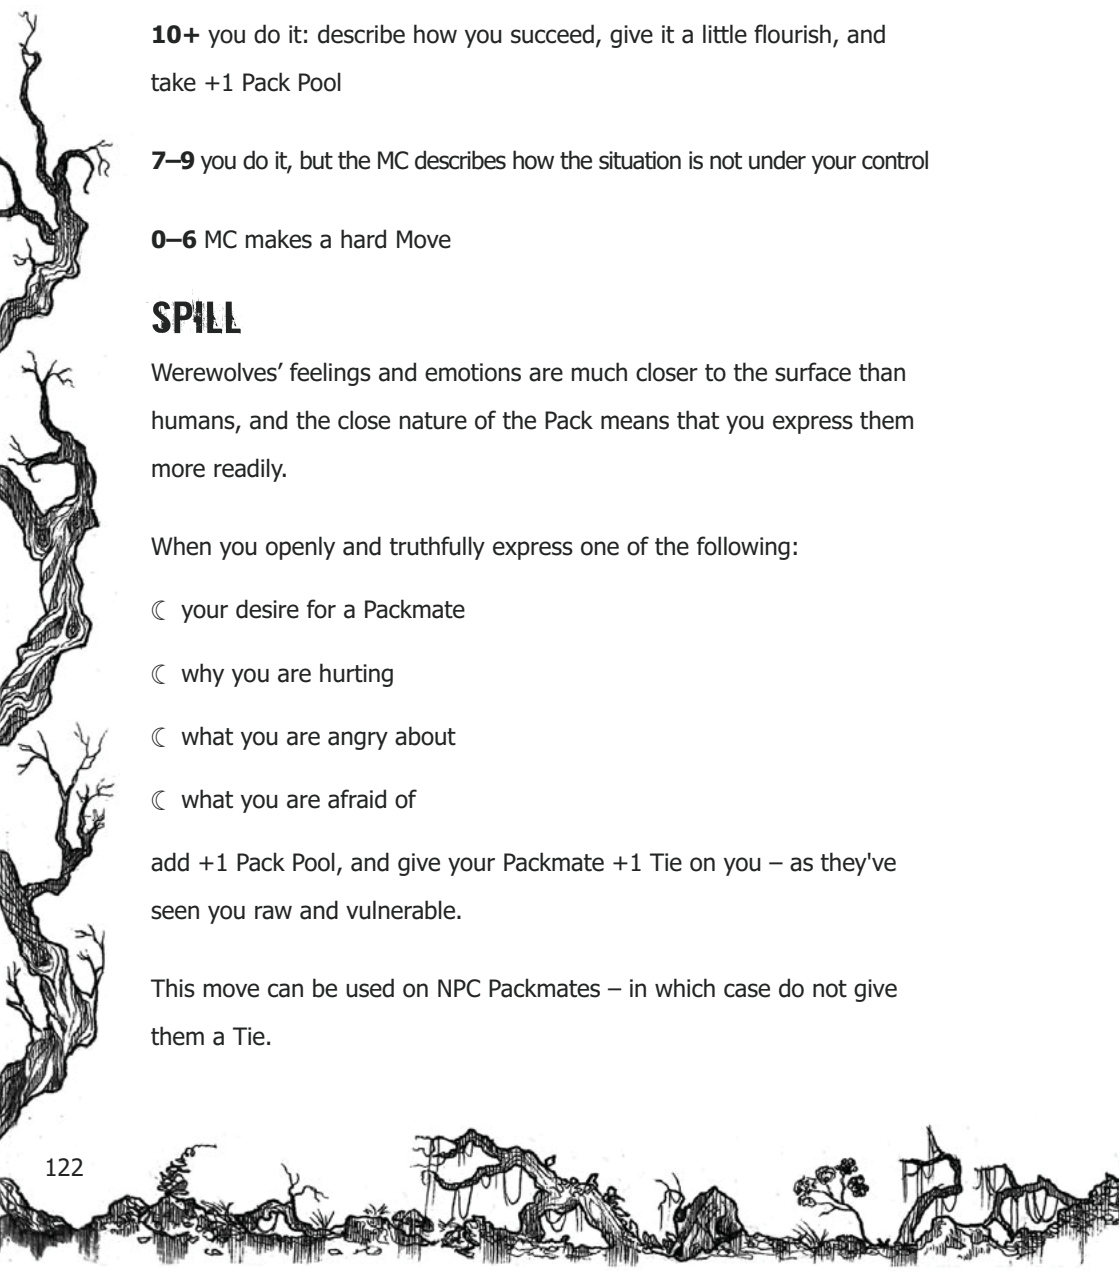 10+ you do it: describe how you succeed, give it a little flourish, and
take +1 Pack Pool
7–9 you do it, but the MC describes how the situation is not under your control
0–6 MC makes a hard Move
SPILL
Werewolves’ feelings and emotions are much closer to the surface than
humans, and the close nature of the Pack means that you express them
more readily.
When you openly and truthfully express one of the following:
☾ your desire for a Packmate
☾ why you are hurting
☾ what you are angry about
☾ what you are afraid of
add +1 Pack Pool, and give your Packmate +1 Tie on you – as they've
seen you raw and vulnerable.
This move can be used on NPC Packmates – in which case do not give
them a Tie.
122